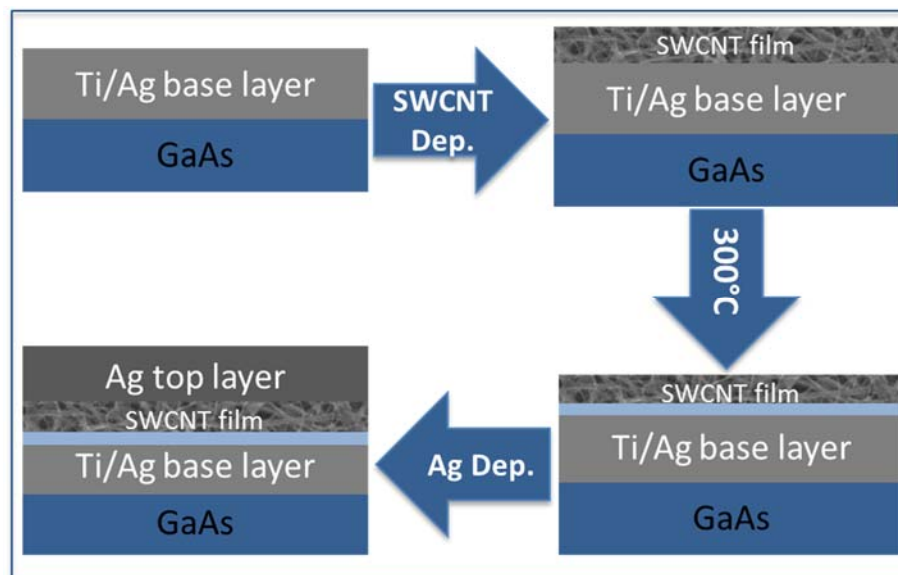 Ti/Ag base layer
GaAs
SWCNT
Dep.
SWCNT film
Ti/Ag base layer
GaAs
300°C
SWCNT film
Ti/Ag base layer
GaAs
Ag Dep.
Ag top layer
SWCNT film
Ti/Ag base layer
GaAs